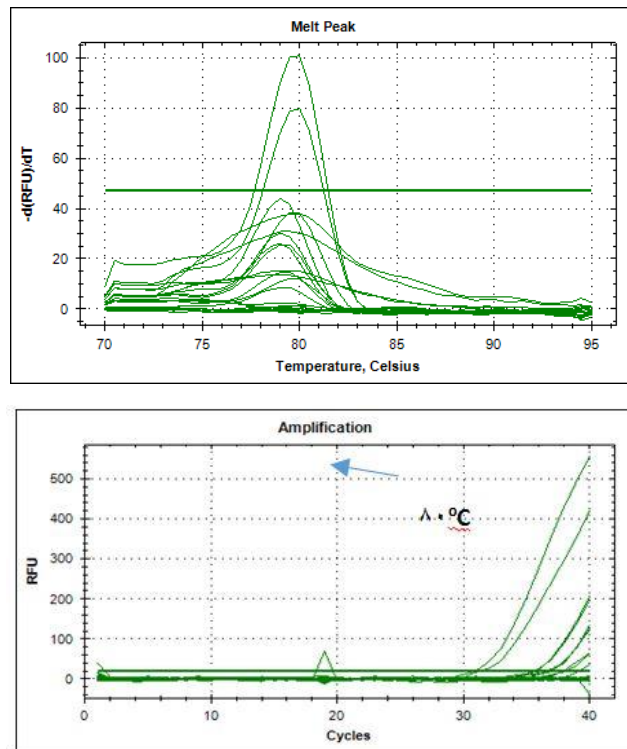 Melt Peak
100
80
60
40
20
0
-d(RFU)/dT
70 75 80 85 90 95
Temperature, Celsius
Amplification
500
400
300
200
100
0
RFU
٨٠ ºC
0 10 20 30 40
Cycles